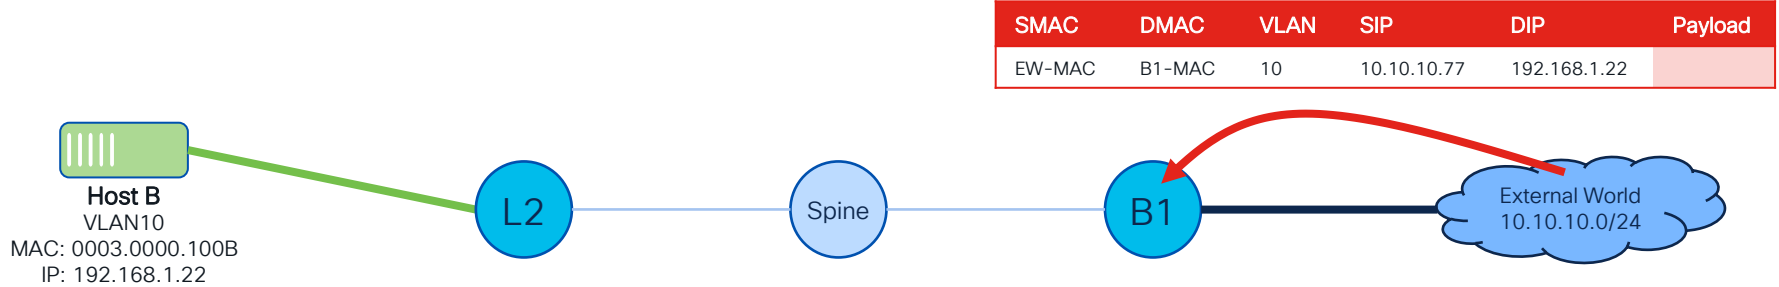 SMAC DMAC VLAN SIP DIP Payload
EW-MAC B1-MAC 10 10.10.10.77 192.168.1.22
Host B
VLAN10
MAC: 0003.0000.100B
IP: 192.168.1.22
L2
Spine
B1
External World
10.10.10.0/24